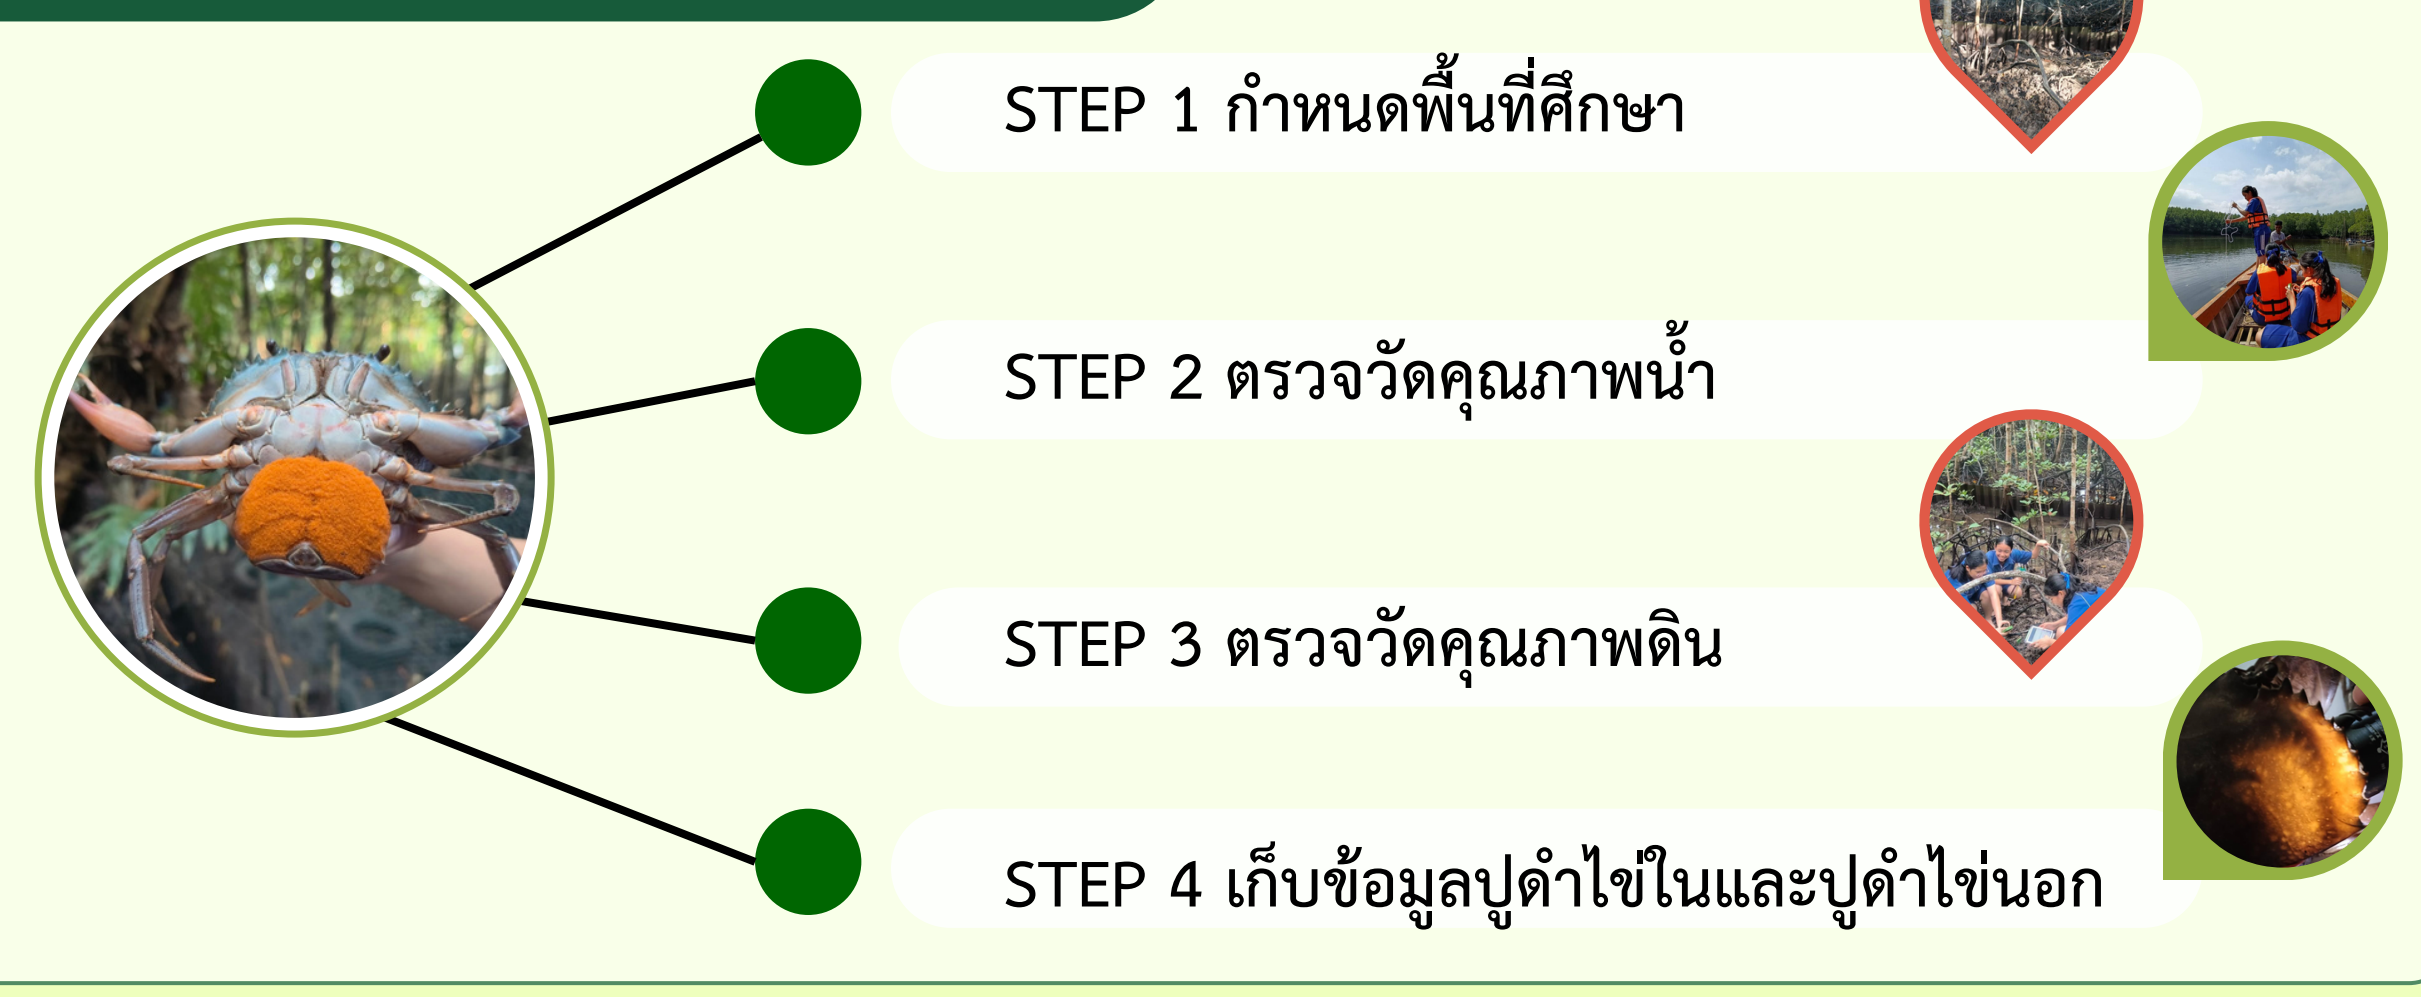 STEP 1 กำหนดพื้นที่ศึกษา
STEP 2 ตรวจวัดคุณภาพน้ำ
STEP 3 ตรวจวัดคุณภาพดิน
STEP 4 เก็บข้อมูลปูดำไข่ในและปูดำไข่นอก